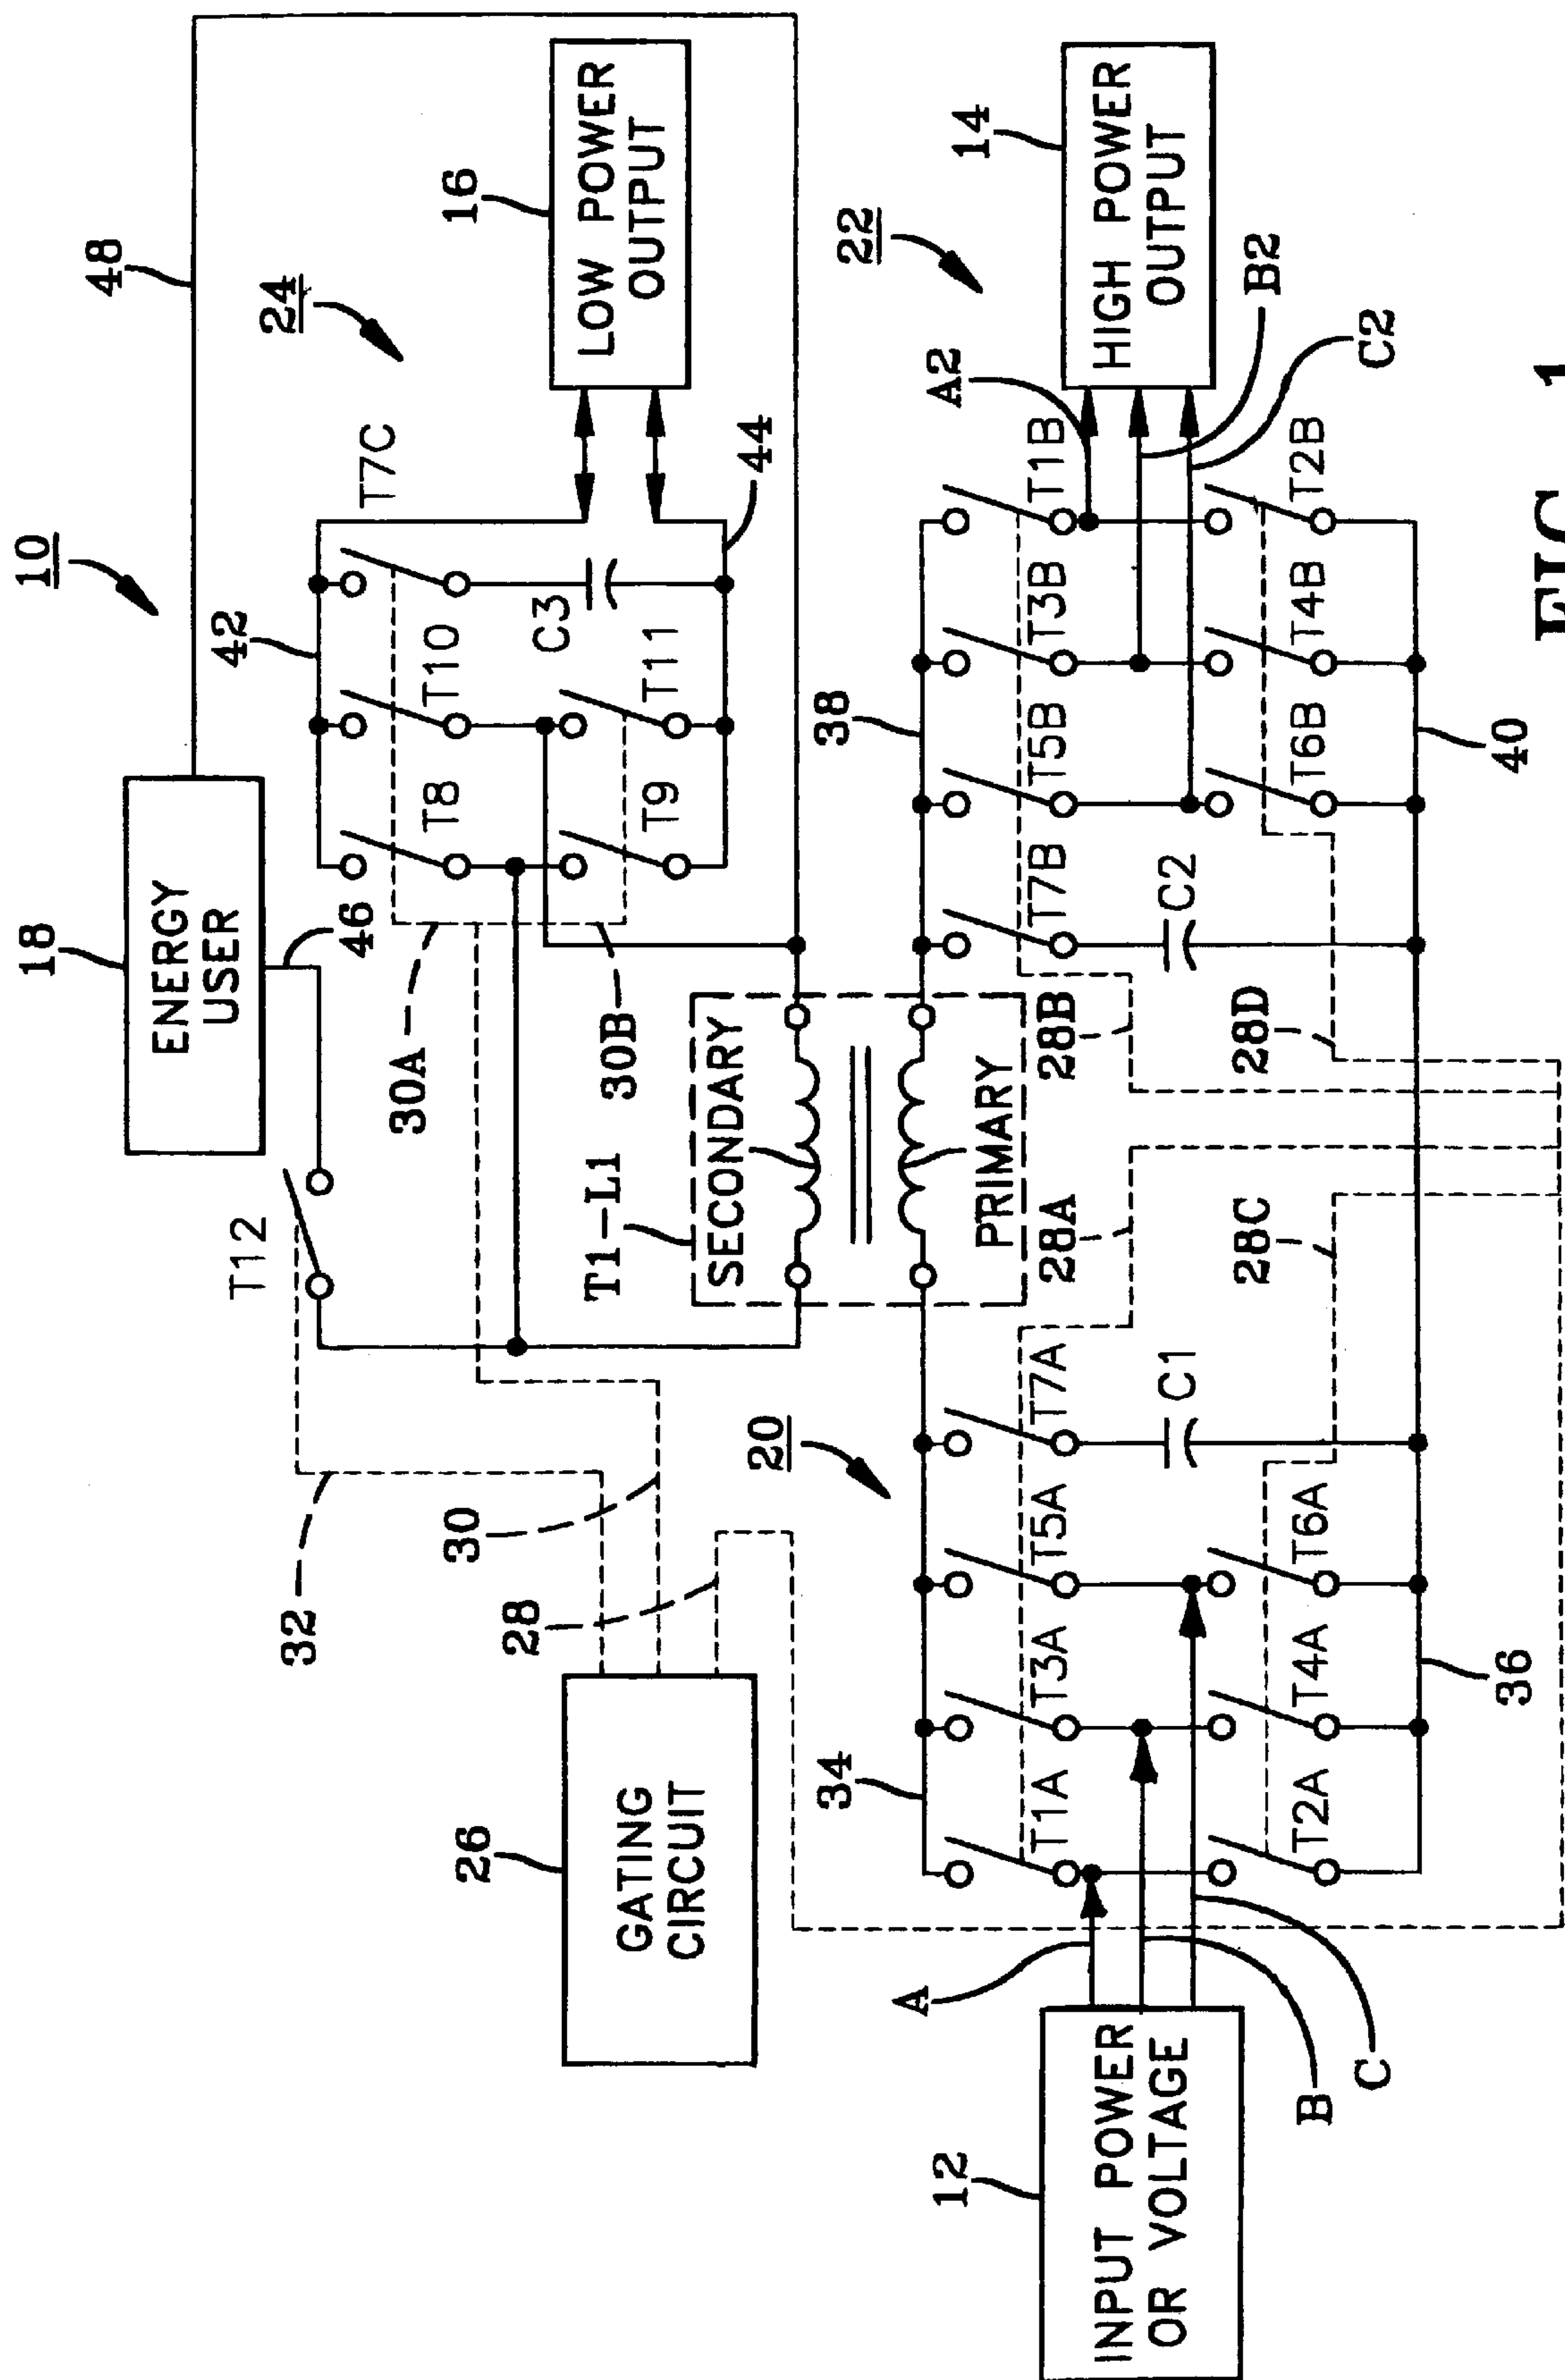 10
48
18
ENERGY
USER
46
T12
32
30
28
26
GATING
CIRCUIT
30A
30B
42
T7C
T8
T10
C3
T9
T11
44
24
16
LOW POWER
OUTPUT
T1-L1
SECONDARY
PRIMARY
12
INPUT POWER
OR VOLTAGE
A
B
C
34
20
T1A
T3A
T5A
T7A
C1
T2A
T4A
T6A
36
28A
28C
28B
28D
38
T7B
T5B
T3B
T1B
C2
T6B
T4B
T2B
40
22
14
HIGH POWER
OUTPUT
A2
B2
C2
FIG. 1